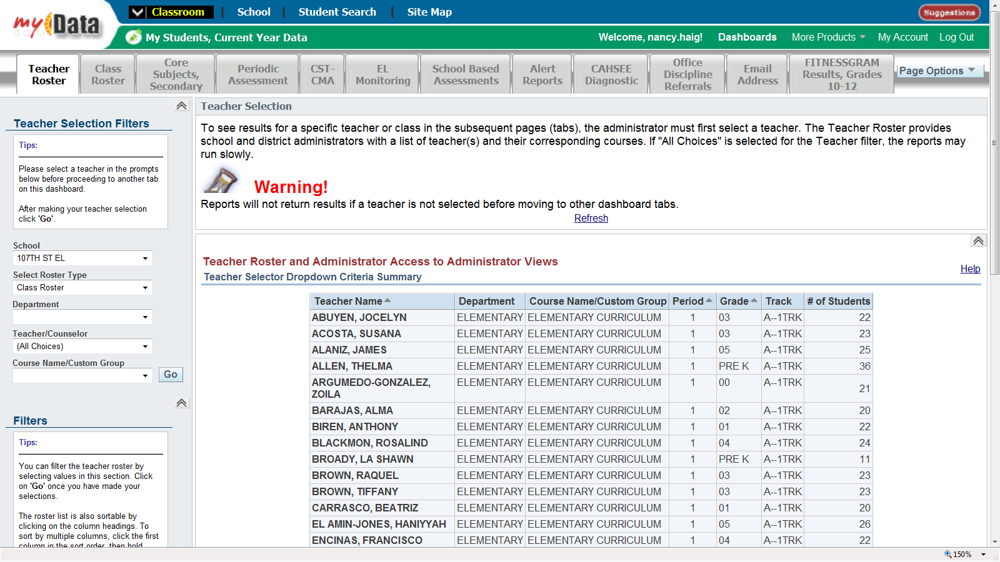 myData
Classroom | School | Student Search | Site Map
Suggestions
My Students, Current Year Data
Welcome, nancy.haig! Dashboards More Products My Account Log Out
Teacher Roster
Class Roster
Core Subjects, Secondary
Periodic Assessment
CST-CMA
EL Monitoring
School Based Assessments
Alert Reports
CAHSEE Diagnostic
Office Discipline Referrals
Email Address
FITNESSGRAM Results, Grades 10-12
Page Options
Teacher Selection Filters
Tips:
Please select a teacher in the prompts
below before proceeding to another tab
on this dashboard.
After making your teacher selection
click 'Go'.
School
107TH ST EL
Select Roster Type
Class Roster
Department
Teacher/Counselor
(All Choices)
Course Name/Custom Group
Go
Filters
Tips:
You can filter the teacher roster by
selecting values in this section. Click
on 'Go' once you have made your
selections.
The roster list is also sortable by
clicking on the column headings. To
sort by multiple columns, click the first
column in the sort order, then hold
Teacher Selection
To see results for a specific teacher or class in the subsequent pages (tabs), the administrator must first select a teacher. The Teacher Roster provides
school and district administrators with a list of teacher(s) and their corresponding courses. If "All Choices" is selected for the Teacher filter, the reports may
run slowly.
Warning!
Reports will not return results if a teacher is not selected before moving to other dashboard tabs.
Refresh
Teacher Roster and Administrator Access to Administrator Views
Help
Teacher Selector Dropdown Criteria Summary
Teacher Name Department Course Name/Custom Group Period Grade Track # of Students
ABUYEN, JOCELYN ELEMENTARY ELEMENTARY CURRICULUM 1 03 A--1TRK 22
ACOSTA, SUSANA ELEMENTARY ELEMENTARY CURRICULUM 1 03 A--1TRK 23
ALANIZ, JAMES ELEMENTARY ELEMENTARY CURRICULUM 1 05 A--1TRK 25
ALLEN, THELMA ELEMENTARY ELEMENTARY CURRICULUM 1 PRE K A--1TRK 36
ARGUMEDO-GONZALEZ, ELEMENTARY ELEMENTARY CURRICULUM 1 00 A--1TRK 21
ZOILA
BARAJAS, ALMA ELEMENTARY ELEMENTARY CURRICULUM 1 02 A--1TRK 20
BIREN, ANTHONY ELEMENTARY ELEMENTARY CURRICULUM 1 01 A--1TRK 22
BLACKMON, ROSALIND ELEMENTARY ELEMENTARY CURRICULUM 1 04 A--1TRK 24
BROADY, LA SHAWN ELEMENTARY ELEMENTARY CURRICULUM 1 PRE K A--1TRK 11
BROWN, RAQUEL ELEMENTARY ELEMENTARY CURRICULUM 1 03 A--1TRK 23
BROWN, TIFFANY ELEMENTARY ELEMENTARY CURRICULUM 1 03 A--1TRK 23
CARRASCO, BEATRIZ ELEMENTARY ELEMENTARY CURRICULUM 1 01 A--1TRK 20
EL AMIN-JONES, HANIYYAH ELEMENTARY ELEMENTARY CURRICULUM 1 05 A--1TRK 26
ENCINAS, FRANCISCO ELEMENTARY ELEMENTARY CURRICULUM 1 04 A--1TRK 22
150%